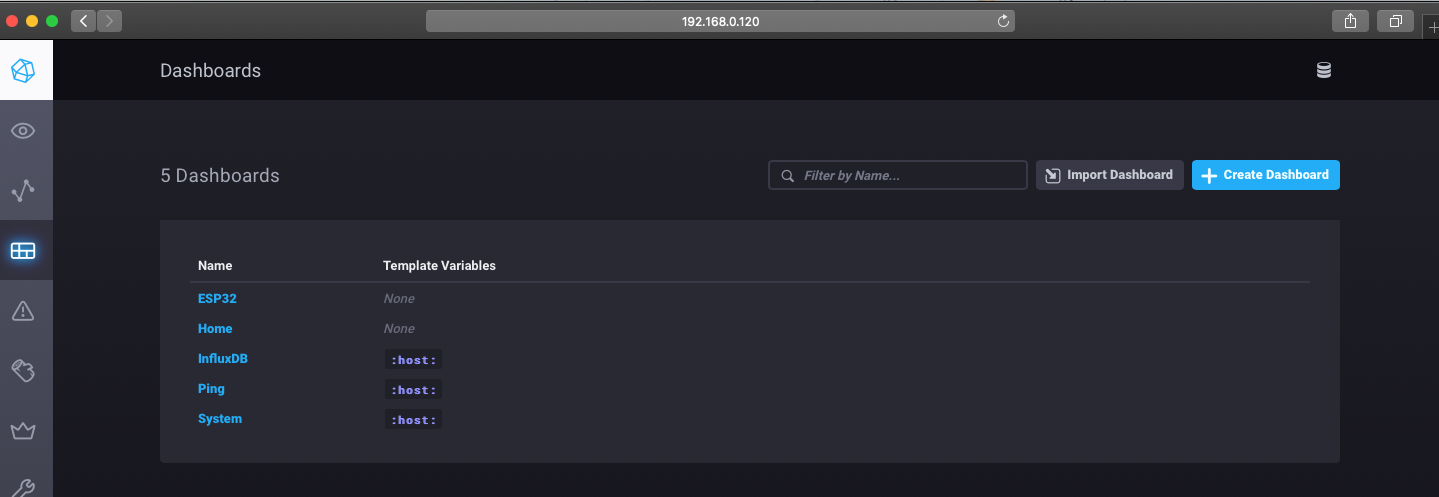 192.168.0.120
Dashboards
5 Dashboards
Filter by Name...
Import Dashboard
Create Dashboard
Name Template Variables
ESP32 None
Home None
InfluxDB :host:
Ping :host:
System :host: